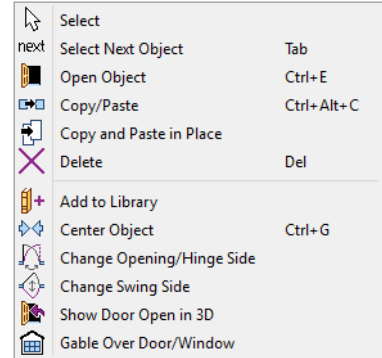 Select
next Select Next Object Tab
Open Object Ctrl+E
Copy/Paste Ctrl+Alt+C
Copy and Paste in Place
Delete Del
Add to Library
Center Object Ctrl+G
Change Opening/Hinge Side
Change Swing Side
Show Door Open in 3D
Gable Over Door/Window